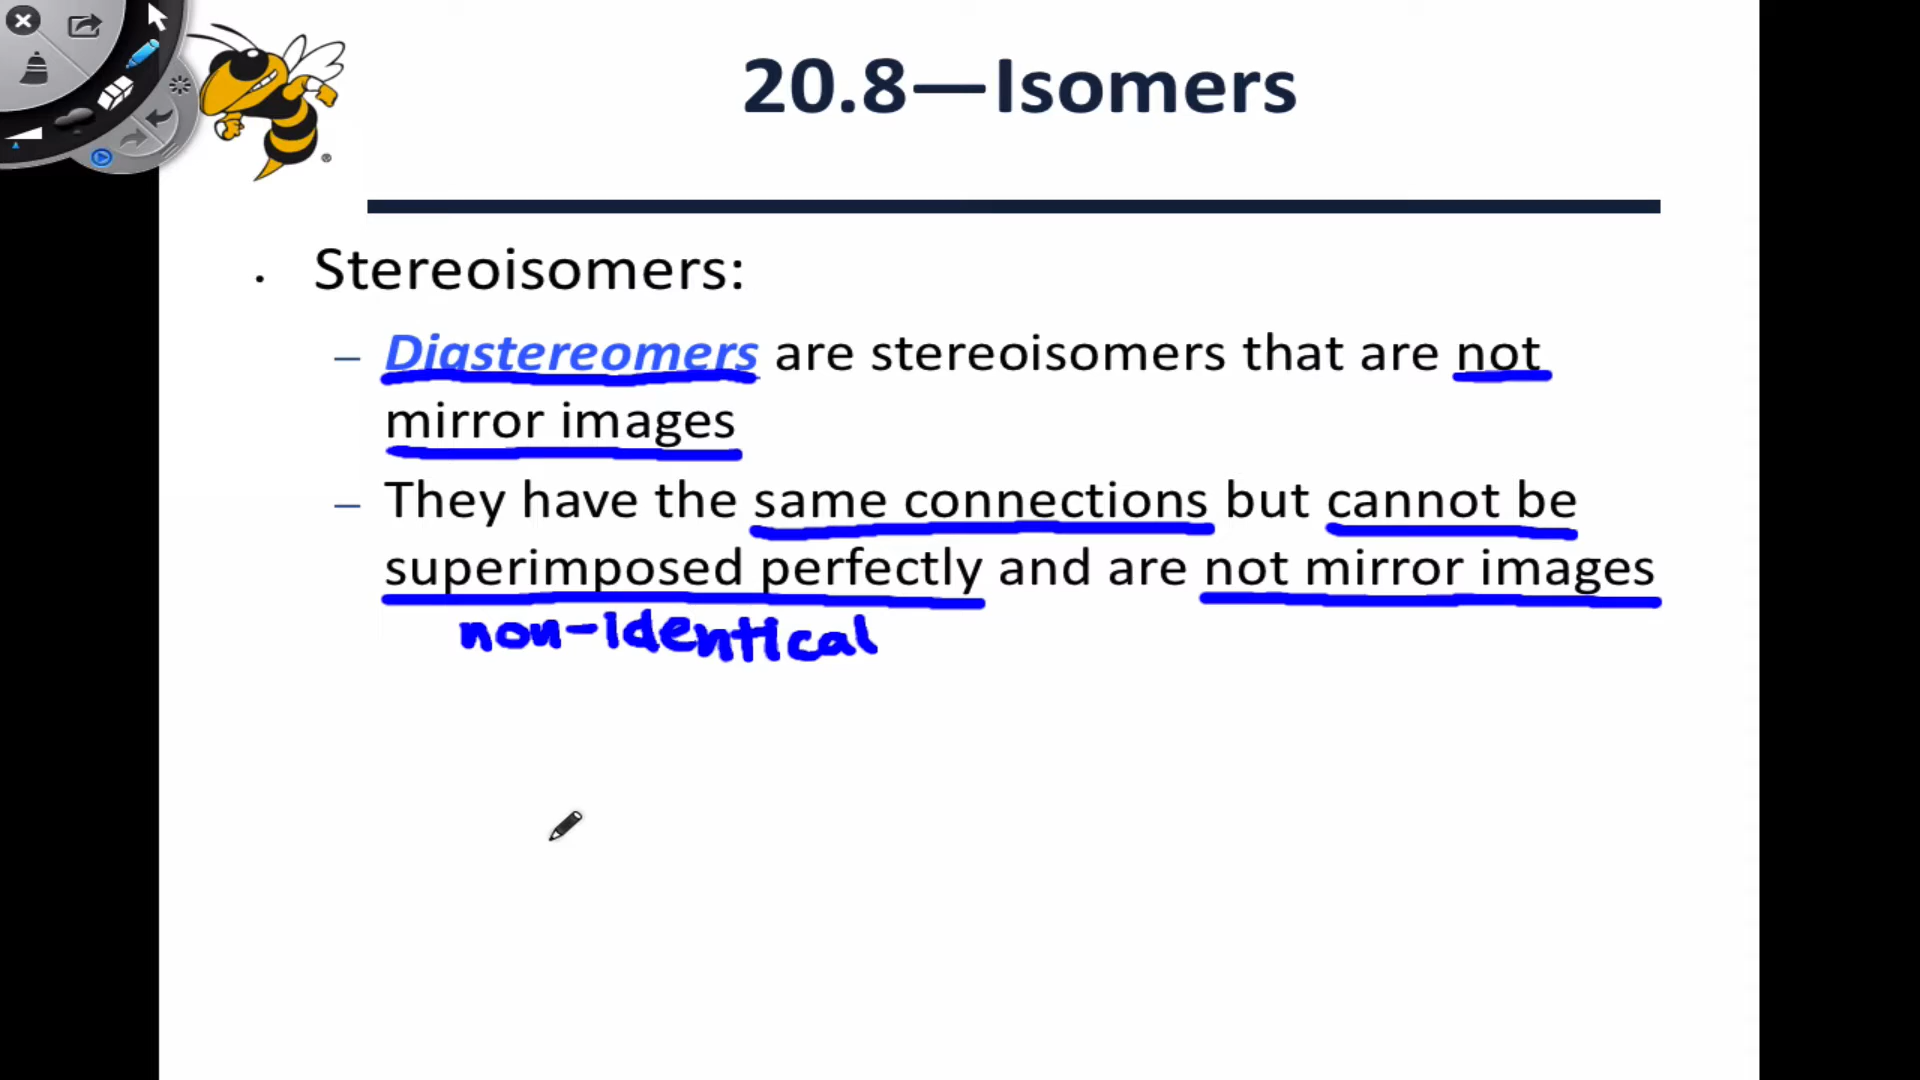 20.8—Isomers
· Stereoisomers:
– Diastereomers are stereoisomers that are not
mirror images
– They have the same connections but cannot be
superimposed perfectly and are not mirror images
non-identical
®